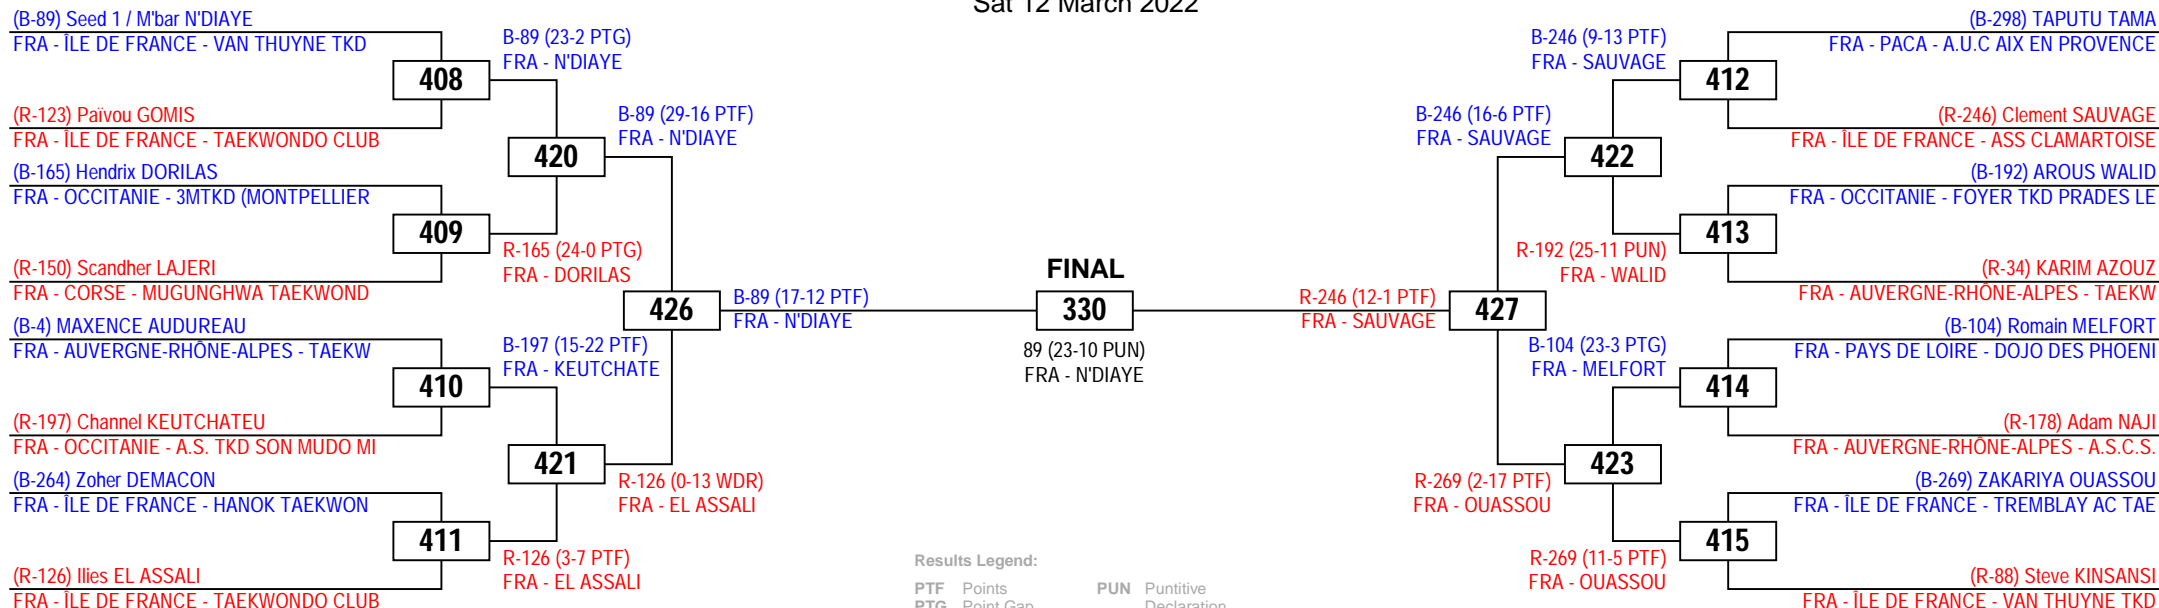 Sat 12 March 2022
(B-89) Seed 1 / M'bar N'DIAYE
FRA - ÎLE DE FRANCE - VAN THUYNE TKD
408
(R-123) Païvou GOMIS
FRA - ÎLE DE FRANCE - TAEKWONDO CLUB
B-89 (23-2 PTG)
FRA - N'DIAYE
(B-165) Hendrix DORILAS
FRA - OCCITANIE - 3MTKD (MONTPELLIER
409
(R-150) Scandher LAJERI
FRA - CORSE - MUGUNGHWA TAEKWOND
R-165 (24-0 PTG)
FRA - DORILAS
420
B-89 (29-16 PTF)
FRA - N'DIAYE
(B-4) MAXENCE AUDUREAU
FRA - AUVERGNE-RHÔNE-ALPES - TAEKW
410
(R-197) Channel KEUTCHATEU
FRA - OCCITANIE - A.S. TKD SON MUDO MI
B-197 (15-22 PTF)
FRA - KEUTCHATE
(B-264) Zoher DEMACON
FRA - ÎLE DE FRANCE - HANOK TAEKWON
411
(R-126) Ilies EL ASSALI
FRA - ÎLE DE FRANCE - TAEKWONDO CLUB
R-126 (3-7 PTF)
FRA - EL ASSALI
421
R-126 (0-13 WDR)
FRA - EL ASSALI
426
B-89 (17-12 PTF)
FRA - N'DIAYE
FINAL
330
89 (23-10 PUN)
FRA - N'DIAYE
R-246 (12-1 PTF)
FRA - SAUVAGE
427
B-246 (16-6 PTF)
FRA - SAUVAGE
422
B-246 (9-13 PTF)
FRA - SAUVAGE
(B-298) TAPUTU TAMA
FRA - PACA - A.U.C AIX EN PROVENCE
412
(R-246) Clement SAUVAGE
FRA - ÎLE DE FRANCE - ASS CLAMARTOISE
R-192 (25-11 PUN)
FRA - WALID
(B-192) AROUS WALID
FRA - OCCITANIE - FOYER TKD PRADES LE
413
(R-34) KARIM AZOUZ
FRA - AUVERGNE-RHÔNE-ALPES - TAEKW
R-269 (2-17 PTF)
FRA - OUASSOU
423
B-104 (23-3 PTG)
FRA - MELFORT
(B-104) Romain MELFORT
FRA - PAYS DE LOIRE - DOJO DES PHOENI
414
(R-178) Adam NAJI
FRA - AUVERGNE-RHÔNE-ALPES - A.S.C.S.
R-269 (11-5 PTF)
FRA - OUASSOU
(B-269) ZAKARIYA OUASSOU
FRA - ÎLE DE FRANCE - TREMBLAY AC TAE
415
(R-88) Steve KINSANSI
FRA - ÎLE DE FRANCE - VAN THUYNE TKD
Results Legend:
PTF Points PUN Puntitive
PTG Point Gap Declaration